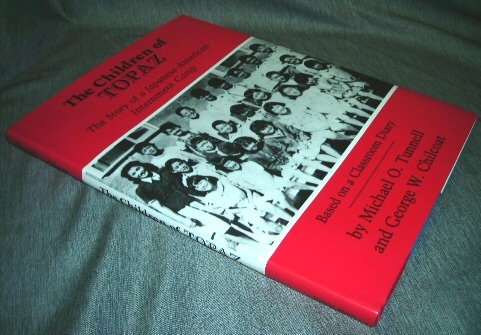 The Children of
TOPAZ
The Story of a Japanese American
Internment Camp
Based on a Classroom Diary
by Michael O. Tunnell
and George W. Chilcoat
The Children of TOPAZ